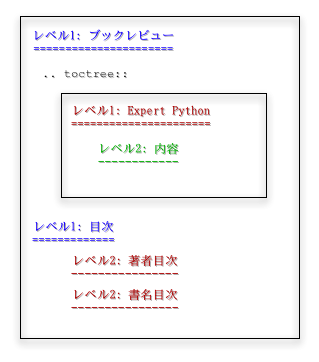 レベル1: ブックレビュー
======================
.. toctree::
レベル1: Expert Python
======================
レベル2: 内容
------------
レベル1: 目次
=============
レベル2: 著者目次
----------------
レベル2: 書名目次
----------------